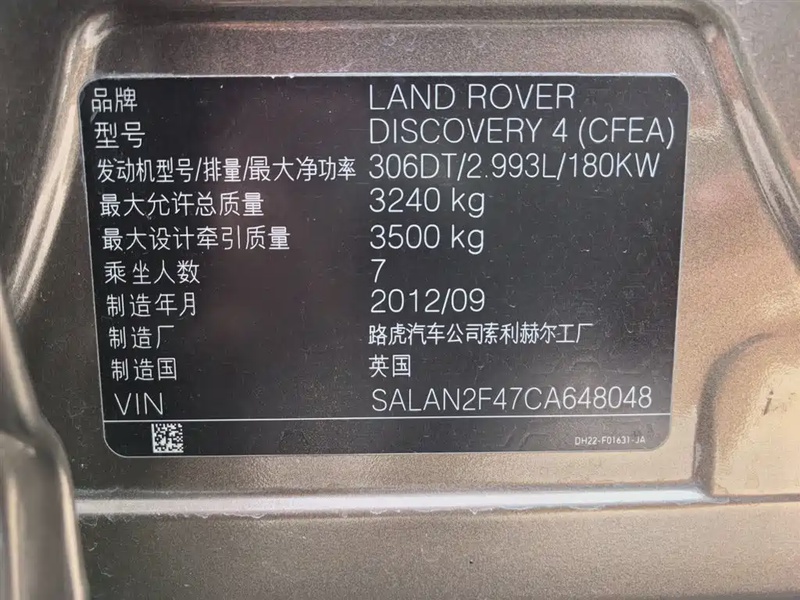 品牌 LAND ROVER
型号 DISCOVERY 4 (CFEA)
发动机型号/排量/最大净功率 306DT/2.993L/180KW
最大允许总质量 3240 kg
最大设计牵引质量 3500 kg
乘坐人数 7
制造年月 2012/09
制造厂 路虎汽车公司索利赫尔工厂
制造国 英国
VIN SALAN2F47CA648048
DH22-F01631-JA